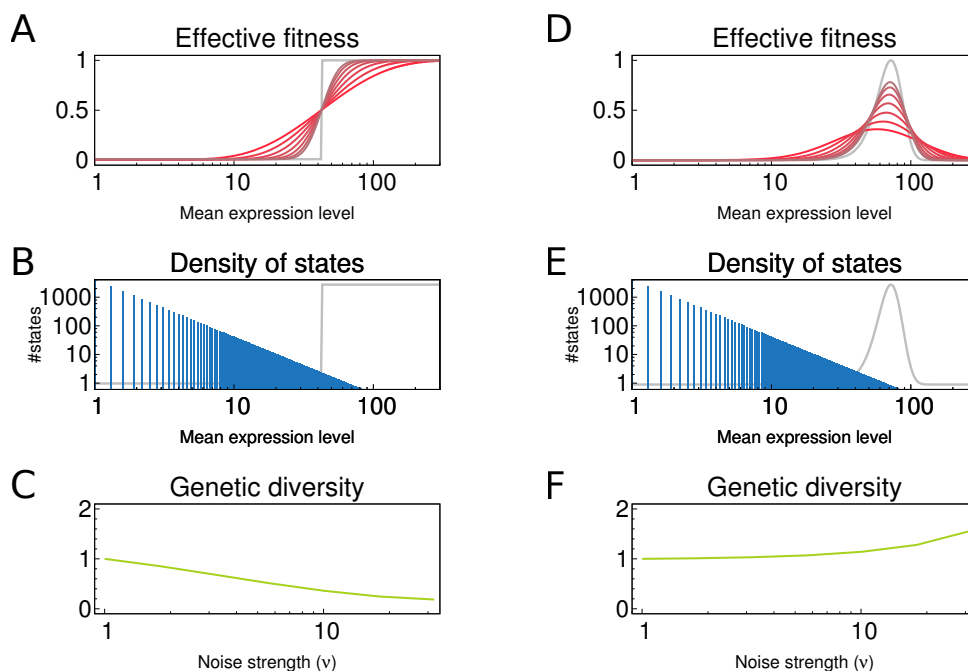 A
Effective fitness
1
0.5
0
1 10 100
Mean expression level
B
Density of states
#states
1000
100
10
1
1 10 100
Mean expression level
C
Genetic diversity
2
1
0
1 10
Noise strength (ν)
D
Effective fitness
1
0.5
0
1 10 100
Mean expression level
E
Density of states
#states
1000
100
10
1
1 10 100
Mean expression level
F
Genetic diversity
2
1
0
1 10
Noise strength (ν)